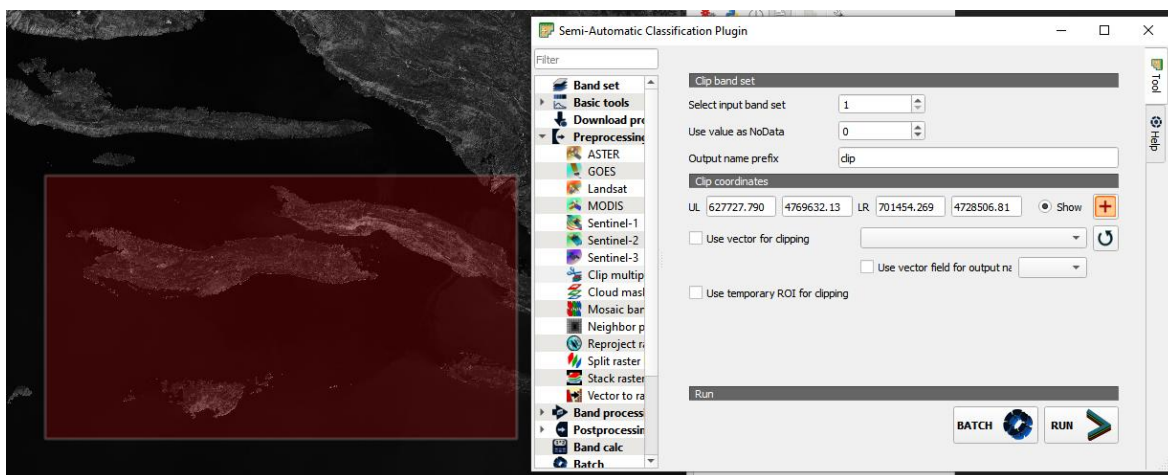 Semi-Automatic Classification Plugin
Filter
Band set
Basic tools
Download pro
Preprocessing
ASTER
GOES
Landsat
MODIS
Sentinel-1
Sentinel-2
Sentinel-3
Clip multip
Cloud mas
Mosaic ban
Neighbor p
Reproject ra
Split raster
Stack raster
Vector to ra
Band process
Postprocessin
Band calc
Batch
Clip band set
Select input band set 1
Use value as NoData 0
Output name prefix clip
Clip coordinates
UL 627727.790 4769632.13 LR 701454.269 4728506.81 Show
Use vector for clipping
Use vector field for output na
Use temporary ROI for clipping
Run
BATCH RUN
Tool
Help